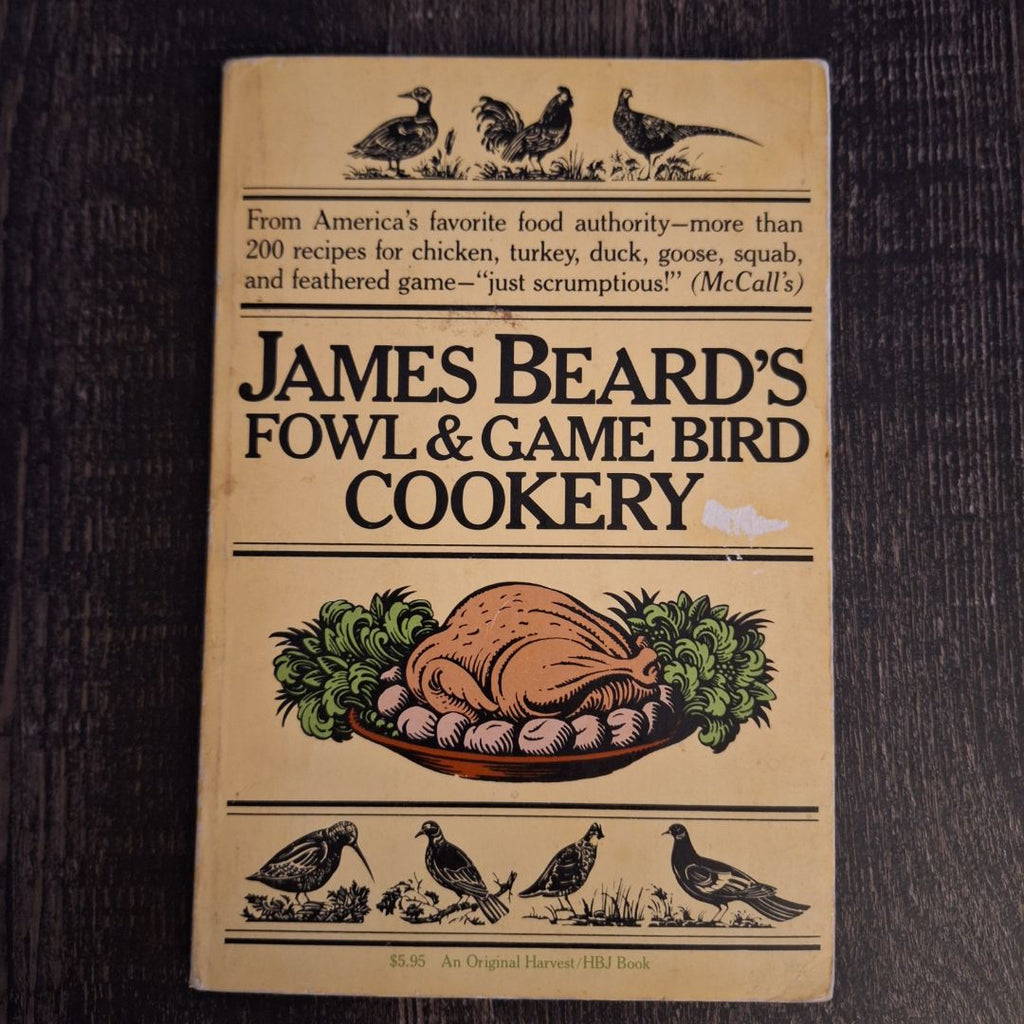 From America's favorite food authority—more than
200 recipes for chicken, turkey, duck, goose, squab,
and feathered game—"just scrumptious!" (McCall's)
JAMES BEARD'S
FOWL & GAME BIRD
COOKERY
$5.95 An Original Harvest/HBJ Book